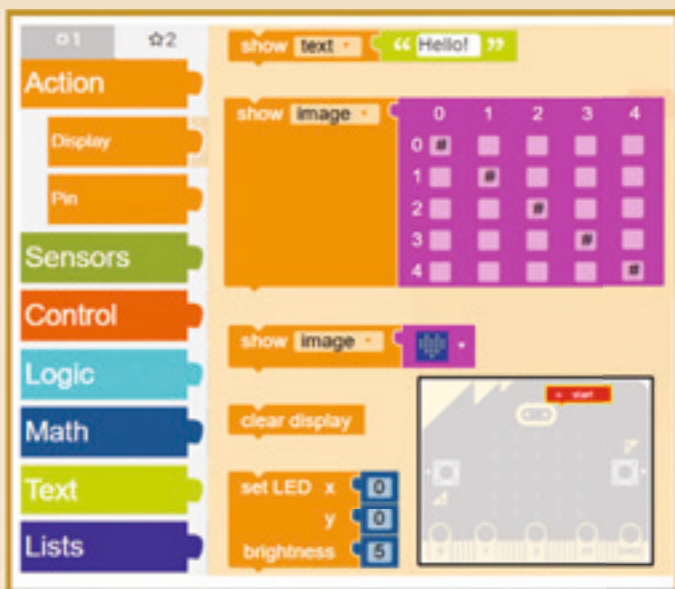 1 2
Action
Display
Pin
Sensors
Control
Logic
Math
Text
Lists
show text “ Hello! ”
show image 0 1 2 3 4
0 #
1 #
2 #
3 #
4 #
show image
clear display
set LED x 0
y 0
brightness 5
start